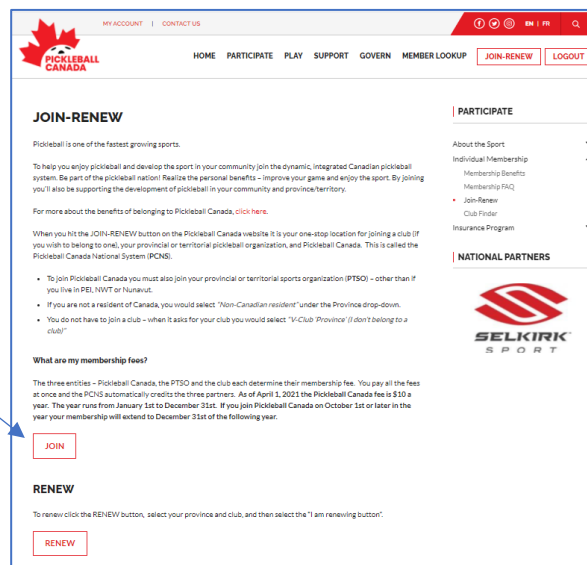 MY ACCOUNT | CONTACT US
EN | FR
PICKLEBALL
CANADA
HOME PARTICIPATE PLAY SUPPORT GOVERN MEMBER LOOKUP JOIN-RENEW LOGOUT
JOIN-RENEW
Pickleball is one of the fastest growing sports.
To help you enjoy pickleball and develop the sport in your community join the dynamic, integrated Canadian pickleball
system. Be part of the pickleball nation! Realize the personal benefits – improve your game and enjoy the sport. By joining
you'll also be supporting the development of pickleball in your community and province/territory.
For more about the benefits of belonging to Pickleball Canada, click here.
When you hit the JOIN-RENEW button on the Pickleball Canada website it is your one-stop location for joining a club (if
you wish to belong to one), your provincial or territorial pickleball organization, and Pickleball Canada. This is called the
Pickleball Canada National System (PCNS).
• To join Pickleball Canada you must also join your provincial or territorial sports organization (PTSO) – other than if
you live in PEI, NWT or Nunavut.
• If you are not a resident of Canada, you would select "Non-Canadian resident" under the Province drop-down.
• You do not have to join a club – when it asks for your club you would select "V-Club 'Province' (I don't belong to a
club)"
What are my membership fees?
The three entities – Pickleball Canada, the PTSO and the club each determine their membership fee. You pay all the fees
at once and the PCNS automatically credits the three partners. As of April 1, 2021 the Pickleball Canada fee is $10 a
year. The year runs from January 1st to December 31st. If you join Pickleball Canada on October 1st or later in the
year your membership will extend to December 31st of the following year.
JOIN
RENEW
To renew click the RENEW button, select your province and club, and then select the "I am renewing button".
RENEW
PARTICIPATE
About the Sport
Individual Membership
Membership Benefits
Membership FAQ
• Join-Renew
Club Finder
Insurance Program
NATIONAL PARTNERS
SELKIRK
SPORT